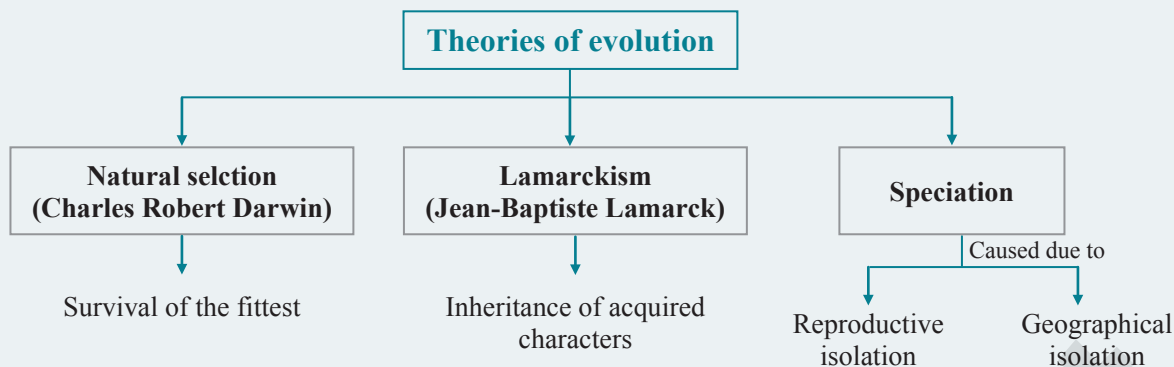 Theories of evolution
Natural selction
(Charles Robert Darwin)
Lamarckism
(Jean-Baptiste Lamarck)
Speciation
Caused due to
Survival of the fittest
Inheritance of acquired
characters
Reproductive
isolation
Geographical
isolation